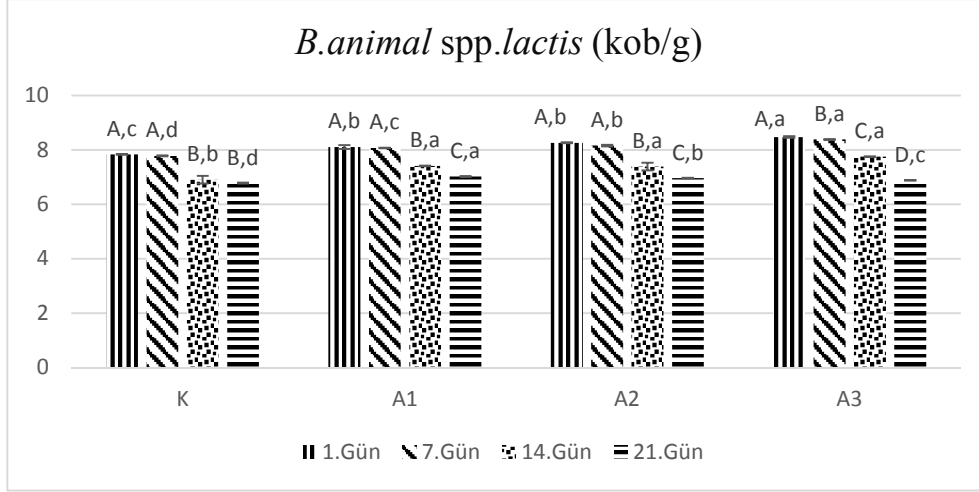 B.animal spp.lactis (kob/g)
10
8
6
4
2
0
A,c A,d B,b B,d
A,b A,c B,a C,a
A,b A,b B,a C,b
A,a B,a C,a D,c
K A1 A2 A3
1.Gün 7.Gün 14.Gün 21.Gün